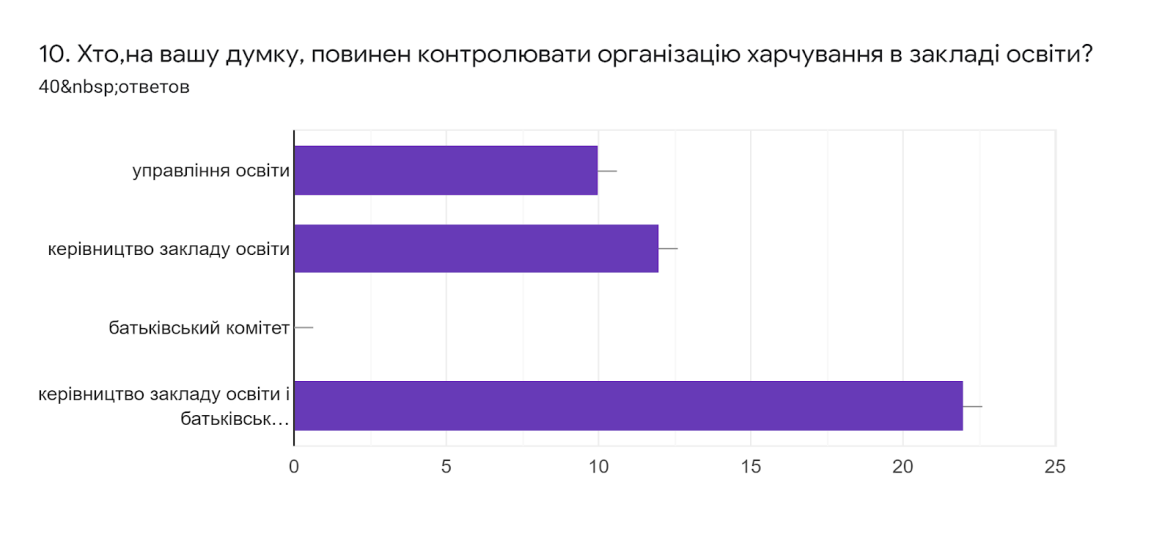 10. Хто,на вашу думку, повинен контролювати організацію харчування в закладі освіти?
40&nbsp;ответов
управління освіти
керівництво закладу освіти
батьківський комітет
керівництво закладу освіти і
батьківськ…
0 5 10 15 20 25